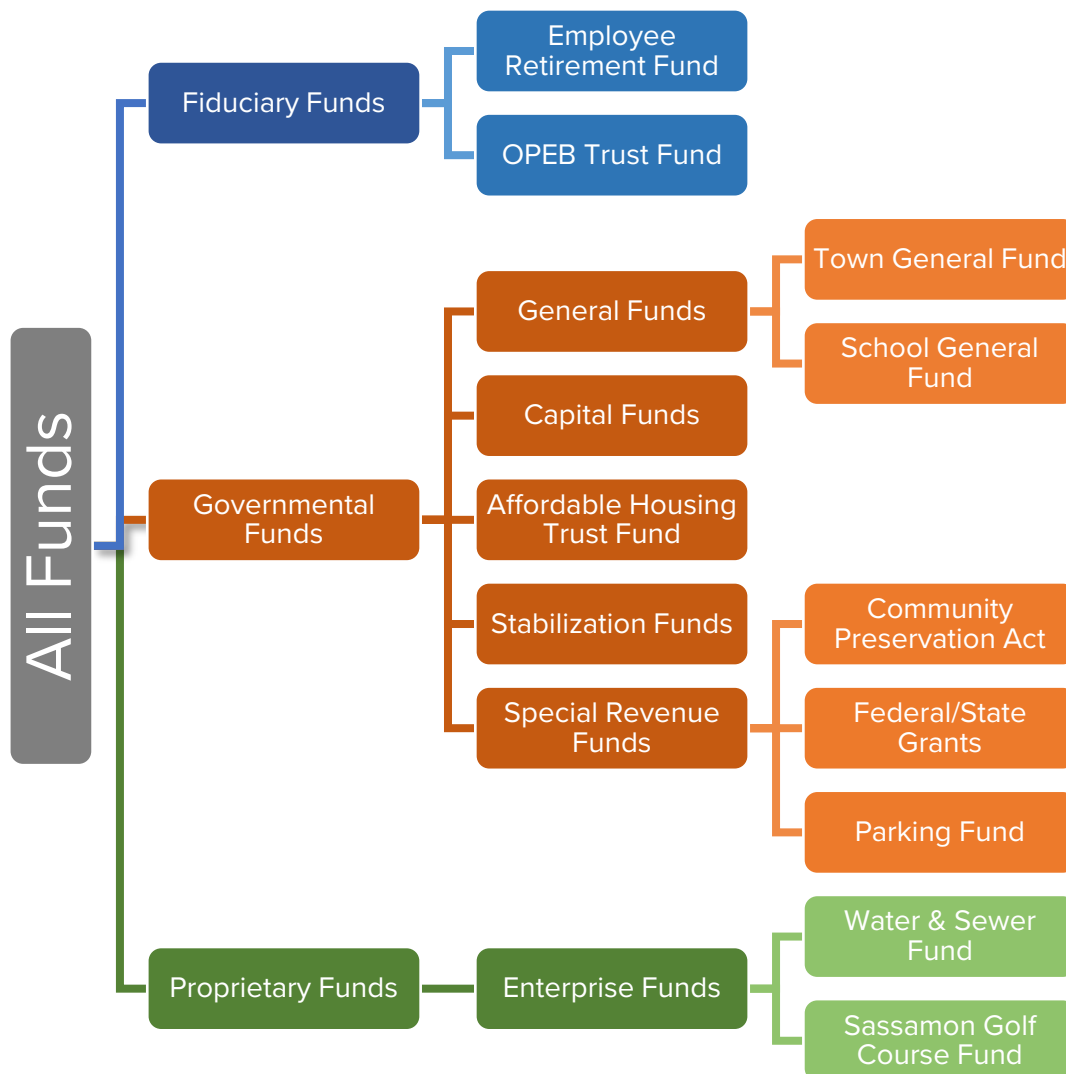 All Funds
Fiduciary Funds
Employee
Retirement Fund
OPEB Trust Fund
Governmental
Funds
General Funds
Town General Fund
School General
Fund
Capital Funds
Affordable Housing
Trust Fund
Stabilization Funds
Special Revenue
Funds
Community
Preservation Act
Federal/State
Grants
Parking Fund
Proprietary Funds
Enterprise Funds
Water & Sewer
Fund
Sassamon Golf
Course Fund